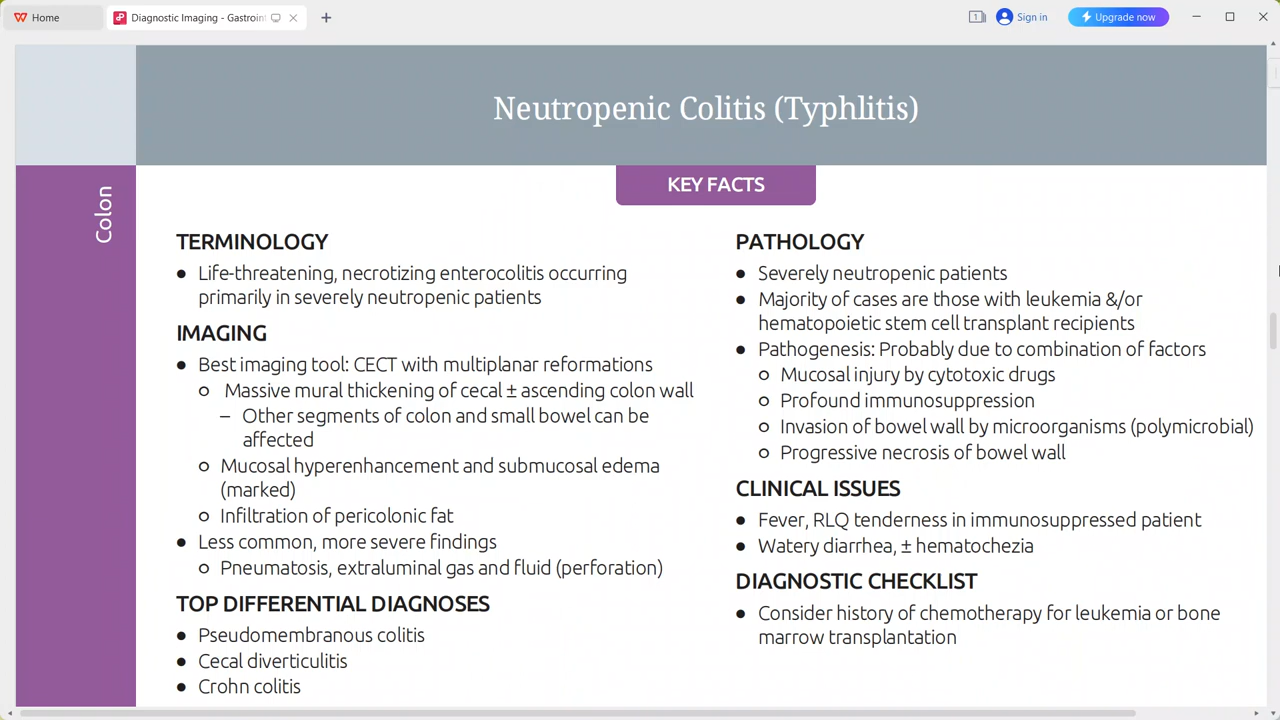 Home
Diagnostic Imaging - Gastroint
1
Sign in
Upgrade now
Neutropenic Colitis (Typhlitis)
Colon
KEY FACTS
TERMINOLOGY
● Life-threatening, necrotizing enterocolitis occurring
primarily in severely neutropenic patients
IMAGING
● Best imaging tool: CECT with multiplanar reformations
○ Massive mural thickening of cecal ± ascending colon wall
– Other segments of colon and small bowel can be
affected
○ Mucosal hyperenhancement and submucosal edema
(marked)
○ Infiltration of pericolonic fat
● Less common, more severe findings
○ Pneumatosis, extraluminal gas and fluid (perforation)
TOP DIFFERENTIAL DIAGNOSES
● Pseudomembranous colitis
● Cecal diverticulitis
● Crohn colitis
PATHOLOGY
● Severely neutropenic patients
● Majority of cases are those with leukemia &/or
hematopoietic stem cell transplant recipients
● Pathogenesis: Probably due to combination of factors
○ Mucosal injury by cytotoxic drugs
○ Profound immunosuppression
○ Invasion of bowel wall by microorganisms (polymicrobial)
○ Progressive necrosis of bowel wall
CLINICAL ISSUES
● Fever, RLQ tenderness in immunosuppressed patient
● Watery diarrhea, ± hematochezia
DIAGNOSTIC CHECKLIST
● Consider history of chemotherapy for leukemia or bone
marrow transplantation